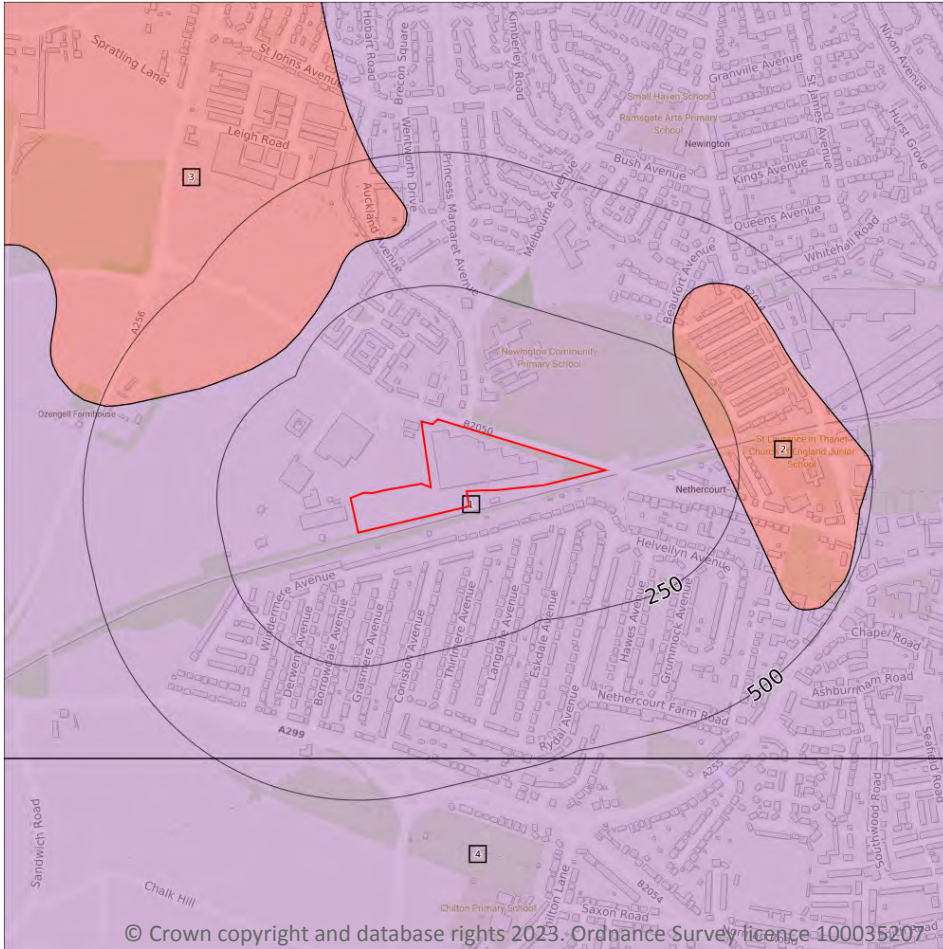 Hobart Road
Brecon Square
Kimberley Road
Nixon Avenue
Spratling Lane
St Johns Avenue
Granville Avenue
St James Avenue
Small Haven School
Hurst Grove
Ramsgate Arts Primary
School
Leigh Road
Wentworth Drive
Newington
Bush Avenue
Kings Avenue
3
Princess Margaret Avenue
Auckland Avenue
Melbourne Avenue
Queens Avenue
Whitehall Road
Beaufort Avenue
A256
Newington Community
Primary School
Ozengell Farmhouse
B2050
St Laurence in Thanet
Church of England Junior
School
2
Nethercourt
1
Helvellyn Avenue
250
Windermere Avenue
Derwent Avenue
Borrowdale Avenue
Grasmere Avenue
Coniston Avenue
Thirlmere Avenue
Langdale Avenue
Eskdale Avenue
Hawes Avenue
Grummock Avenue
Chapel Road
500
Ashburnham Road
Nethercourt Farm Road
Rydal Avenue
A299
Seafield Road
A255
Sandwich Road
Southwood Road
4
Chilton Lane
B2054
Chalk Hill
Chilton Primary School
Saxon Road
© Crown copyright and database rights 2023. Ordnance Survey licence 100035207